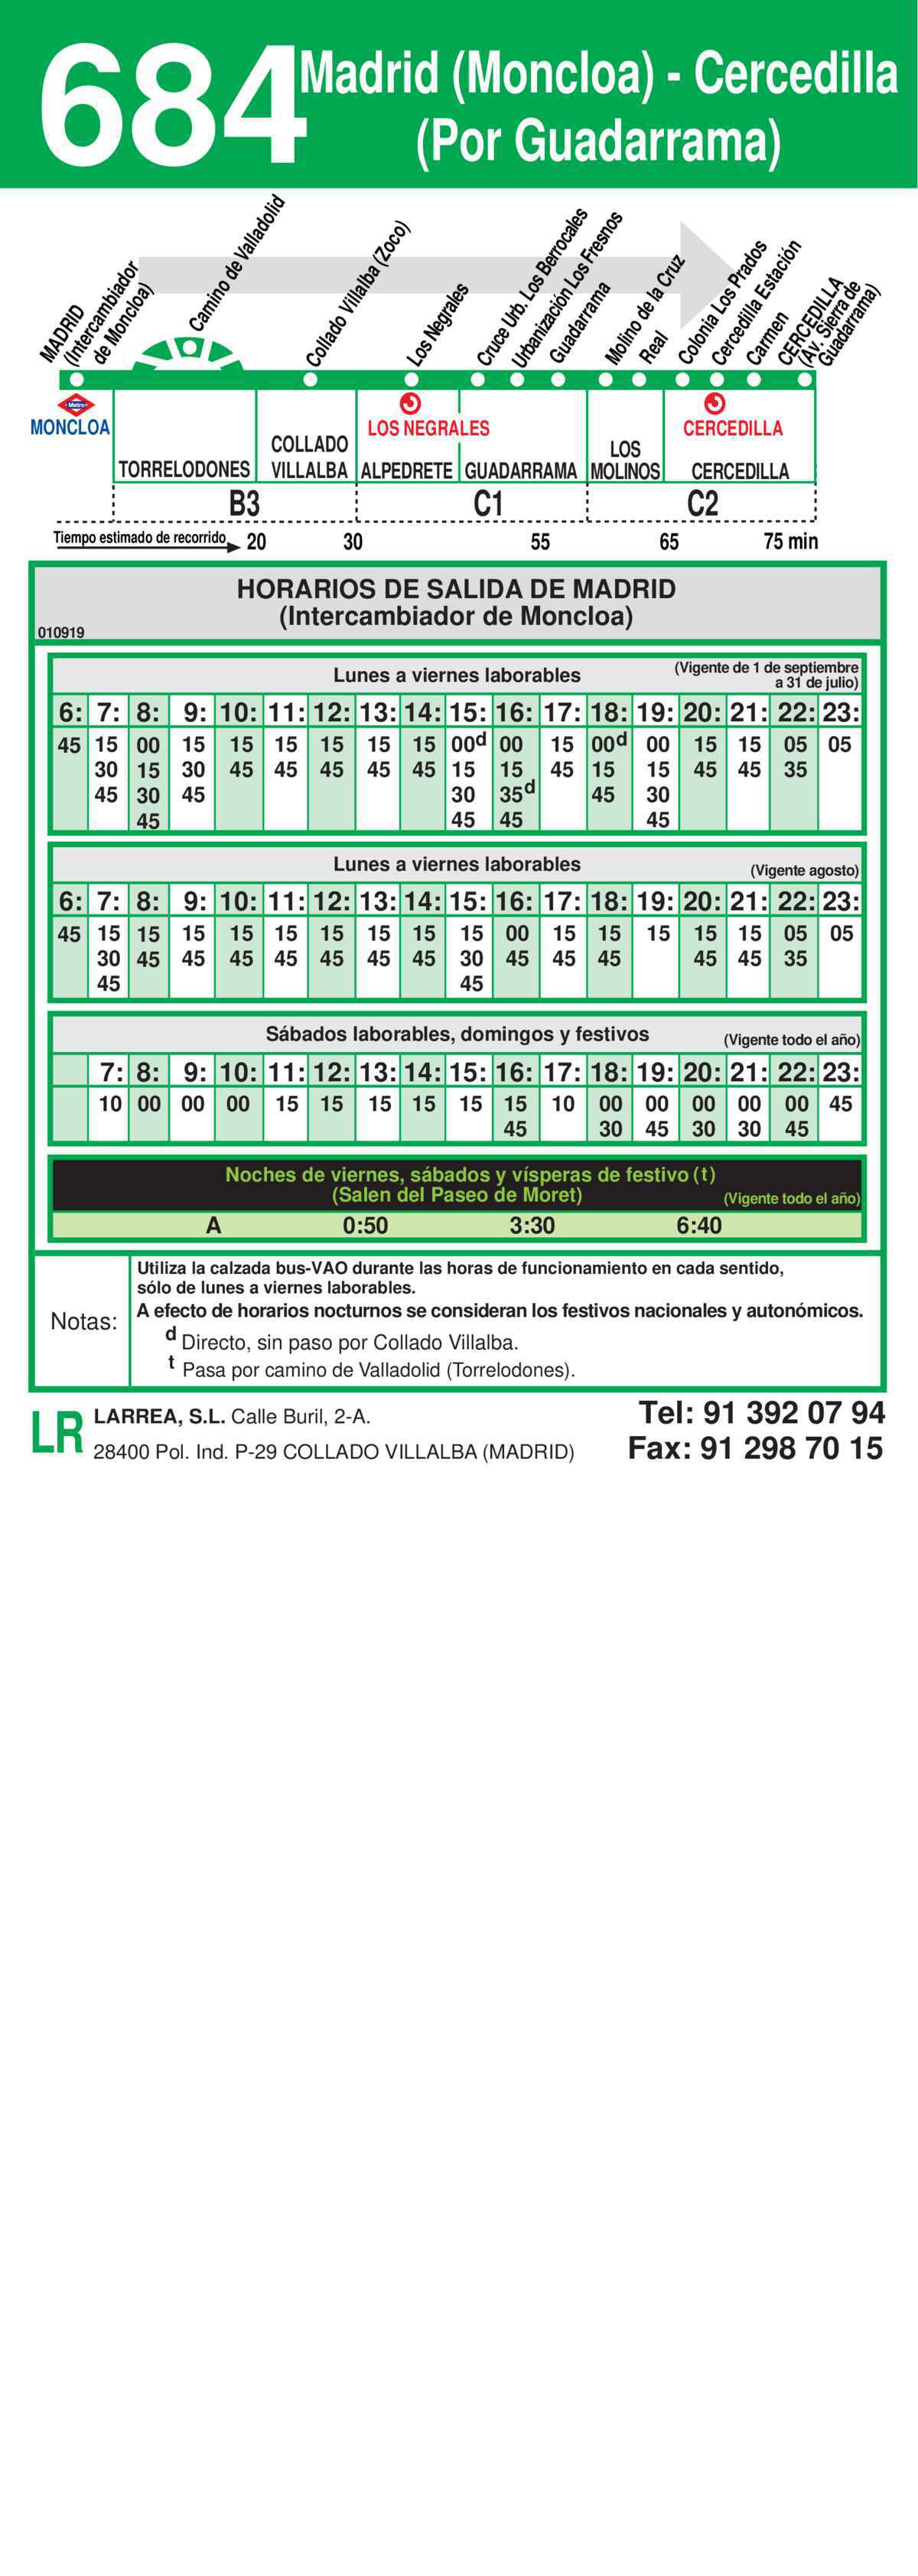 684 Madrid (Moncloa) - Cercedilla
(Por Guadarrama)
MADRID
(Intercambiador
de Moncloa)
Camino de Valladolid
Collado Villalba (Zoco)
Los Negrales
Cruce Urb. Los Berrocales
Urbanización Los Fresnos
Guadarrama
Molino de la Cruz
Real
Colonia Los Prados
Cercedilla Estación
Carmen
CERCEDILLA
(Av. Sierra de
Guadarrama)
Metro
MONCLOA
LOS NEGRALES
CERCEDILLA
TORRELODONES
COLLADO
VILLALBA
ALPEDRETE
GUADARRAMA
LOS
MOLINOS
CERCEDILLA
B3 C1 C2
Tiempo estimado de recorrido 20 30 55 65 75 min
HORARIOS DE SALIDA DE MADRID
(Intercambiador de Moncloa)
010919
Lunes a viernes laborables
(Vigente de 1 de septiembre
a 31 de julio)
6: 7: 8: 9: 10: 11: 12: 13: 14: 15: 16: 17: 18: 19: 20: 21: 22: 23:
45 15 00 15 15 15 15 15 15 00d 00 15 00d 00 15 15 05 05
30 15 30 45 45 45 45 45 15 15 45 15 15 45 45 35
45 30 45 30 35d 45 30
45 45 45 45
Lunes a viernes laborables
(Vigente agosto)
6: 7: 8: 9: 10: 11: 12: 13: 14: 15: 16: 17: 18: 19: 20: 21: 22: 23:
45 15 15 15 15 15 15 15 15 15 00 15 15 15 15 15 05 05
30 45 45 45 45 45 45 45 30 45 45 45 45 45 35
45 45
Sábados laborables, domingos y festivos
(Vigente todo el año)
7: 8: 9: 10: 11: 12: 13: 14: 15: 16: 17: 18: 19: 20: 21: 22: 23:
10 00 00 00 15 15 15 15 15 15 10 00 00 00 00 00 45
45 30 45 30 30 45
Noches de viernes, sábados y vísperas de festivo (t)
(Salen del Paseo de Moret)
(Vigente todo el año)
A 0:50 3:30 6:40
Notas:
Utiliza la calzada bus-VAO durante las horas de funcionamiento en cada sentido,
sólo de lunes a viernes laborables.
A efecto de horarios nocturnos se consideran los festivos nacionales y autonómicos.
d Directo, sin paso por Collado Villalba.
t Pasa por camino de Valladolid (Torrelodones).
LR
LARREA, S.L. Calle Buril, 2-A.
28400 Pol. Ind. P-29 COLLADO VILLALBA (MADRID)
Tel: 91 392 07 94
Fax: 91 298 70 15